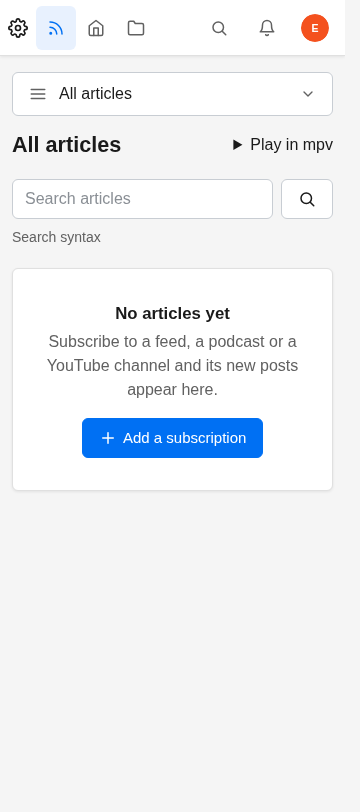 E
All articles
All articles
Play in mpv
Search articles
Search syntax
No articles yet
Subscribe to a feed, a podcast or a
YouTube channel and its new posts
appear here.
Add a subscription